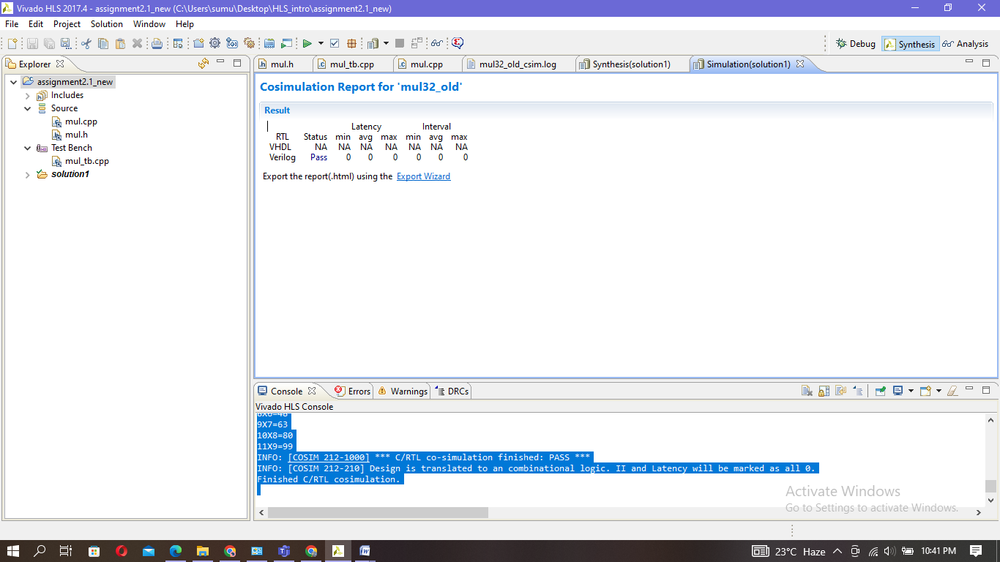 Vivado HLS 2017.4 - assignment2.1_new (C:\Users\sumu\Desktop\HLS_intro\assignment2.1_new)
File Edit Project Solution Window Help
Debug Synthesis Analysis
Explorer
assignment2.1_new
Includes
Source
mul.cpp
mul.h
Test Bench
mul_tb.cpp
solution1
mul.h mul_tb.cpp mul.cpp mul32_old_csim.log Synthesis(solution1) Simulation(solution1)
Cosimulation Report for 'mul32_old'
Result
Latency Interval
RTL Status min avg max min avg max
VHDL NA NA NA NA NA NA NA
Verilog Pass 0 0 0 0 0 0
Export the report(.html) using the Export Wizard
Console Errors Warnings DRCs
Vivado HLS Console
8X6=48
9X7=63
10X8=80
11X9=99
INFO: [COSIM 212-1000] *** C/RTL co-simulation finished: PASS ***
INFO: [COSIM 212-210] Design is translated to an combinational logic. II and Latency will be marked as all 0.
Finished C/RTL cosimulation.
Activate Windows
Go to Settings to activate Windows.
23°C Haze 10:41 PM